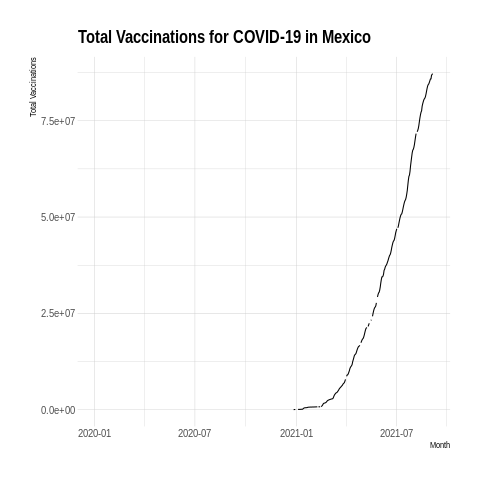 Total Vaccinations for COVID-19 in Mexico
Total Vaccinations
7.5e+07
5.0e+07
2.5e+07
0.0e+00
2020-01
2020-07
2021-01
2021-07
Month